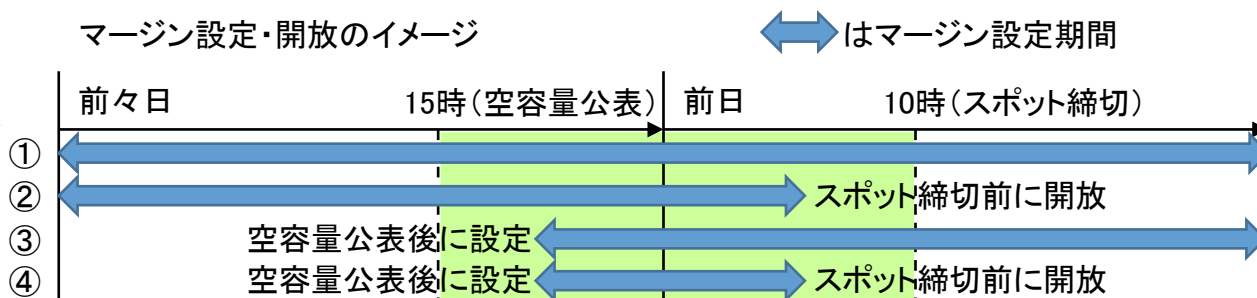 マージン設定・開放のイメージ はマージン設定期間
前々日 15時（空容量公表） 前日 10時（スポット締切）
①
② スポット締切前に開放
③ 空容量公表後に設定
④ 空容量公表後に設定 スポット締切前に開放